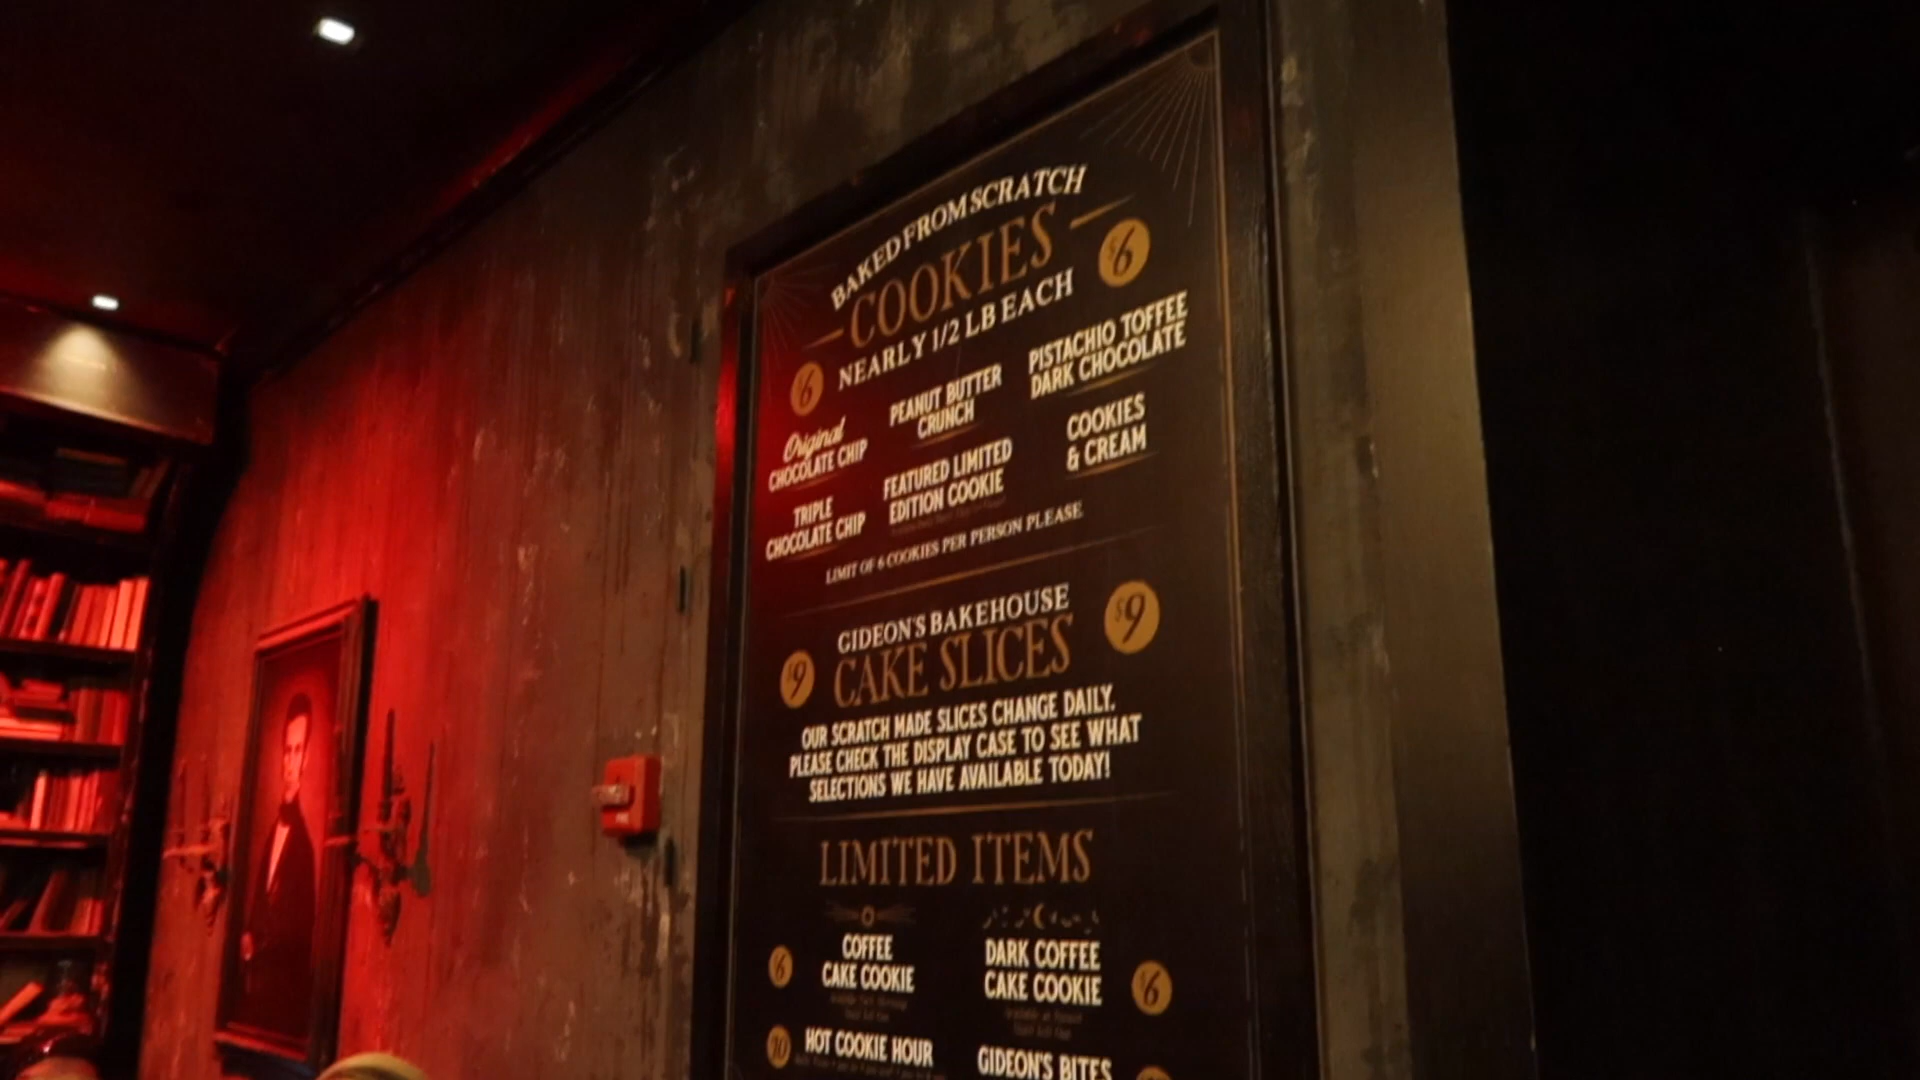 BAKED FROM SCRATCH
COOKIES
$6
NEARLY 1/2 LB EACH
$6
Original
CHOCOLATE CHIP
PEANUT BUTTER
CRUNCH
PISTACHIO TOFFEE
DARK CHOCOLATE
TRIPLE
CHOCOLATE CHIP
FEATURED LIMITED
EDITION COOKIE
COOKIES
& CREAM
LIMIT OF 6 COOKIES PER PERSON PLEASE
GIDEON'S BAKEHOUSE
$9
CAKE SLICES
$9
OUR SCRATCH MADE SLICES CHANGE DAILY.
PLEASE CHECK THE DISPLAY CASE TO SEE WHAT
SELECTIONS WE HAVE AVAILABLE TODAY!
LIMITED ITEMS
$6
COFFEE
CAKE COOKIE
DARK COFFEE
CAKE COOKIE
$6
HOT COOKIE HOUR
GIDEON'S BITES